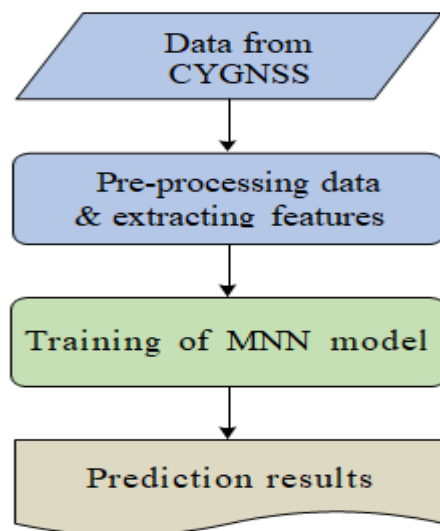 Data from
CYGNSS
Pre-processing data
& extracting features
Training of MNN model
Prediction results